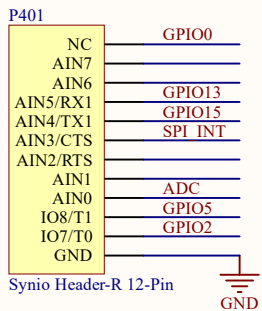 P401
NC GPIO0
AIN7
AIN6
AIN5/RX1 GPIO13
AIN4/TX1 GPIO15
AIN3/CTS SPI_INT
AIN2/RTS
AIN1
AIN0 ADC
IO8/T1 GPIO5
IO7/T0 GPIO2
GND
Synio Header-R 12-Pin
GND